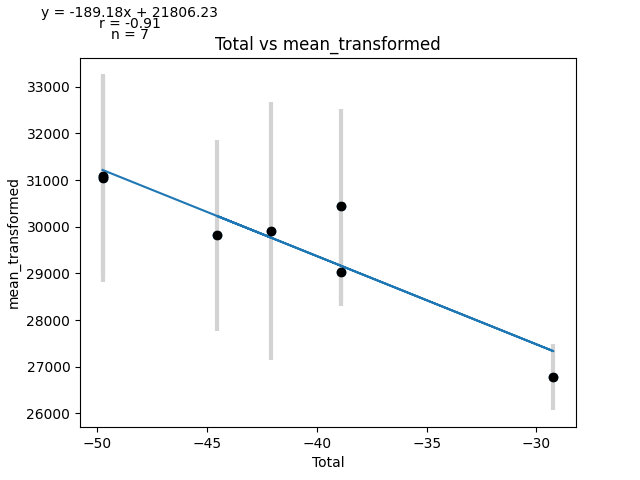 y = -189.18x + 21806.23
r = -0.91
n = 7
Total vs mean_transformed
33000
32000
31000
30000
29000
28000
27000
26000
mean_transformed
−50
−45
−40
−35
−30
Total